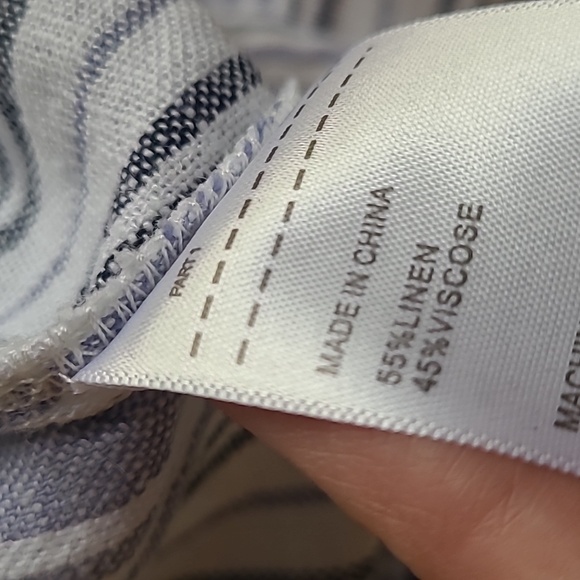 PART 1
MADE IN CHINA
55%LINEN
45%VISCOSE